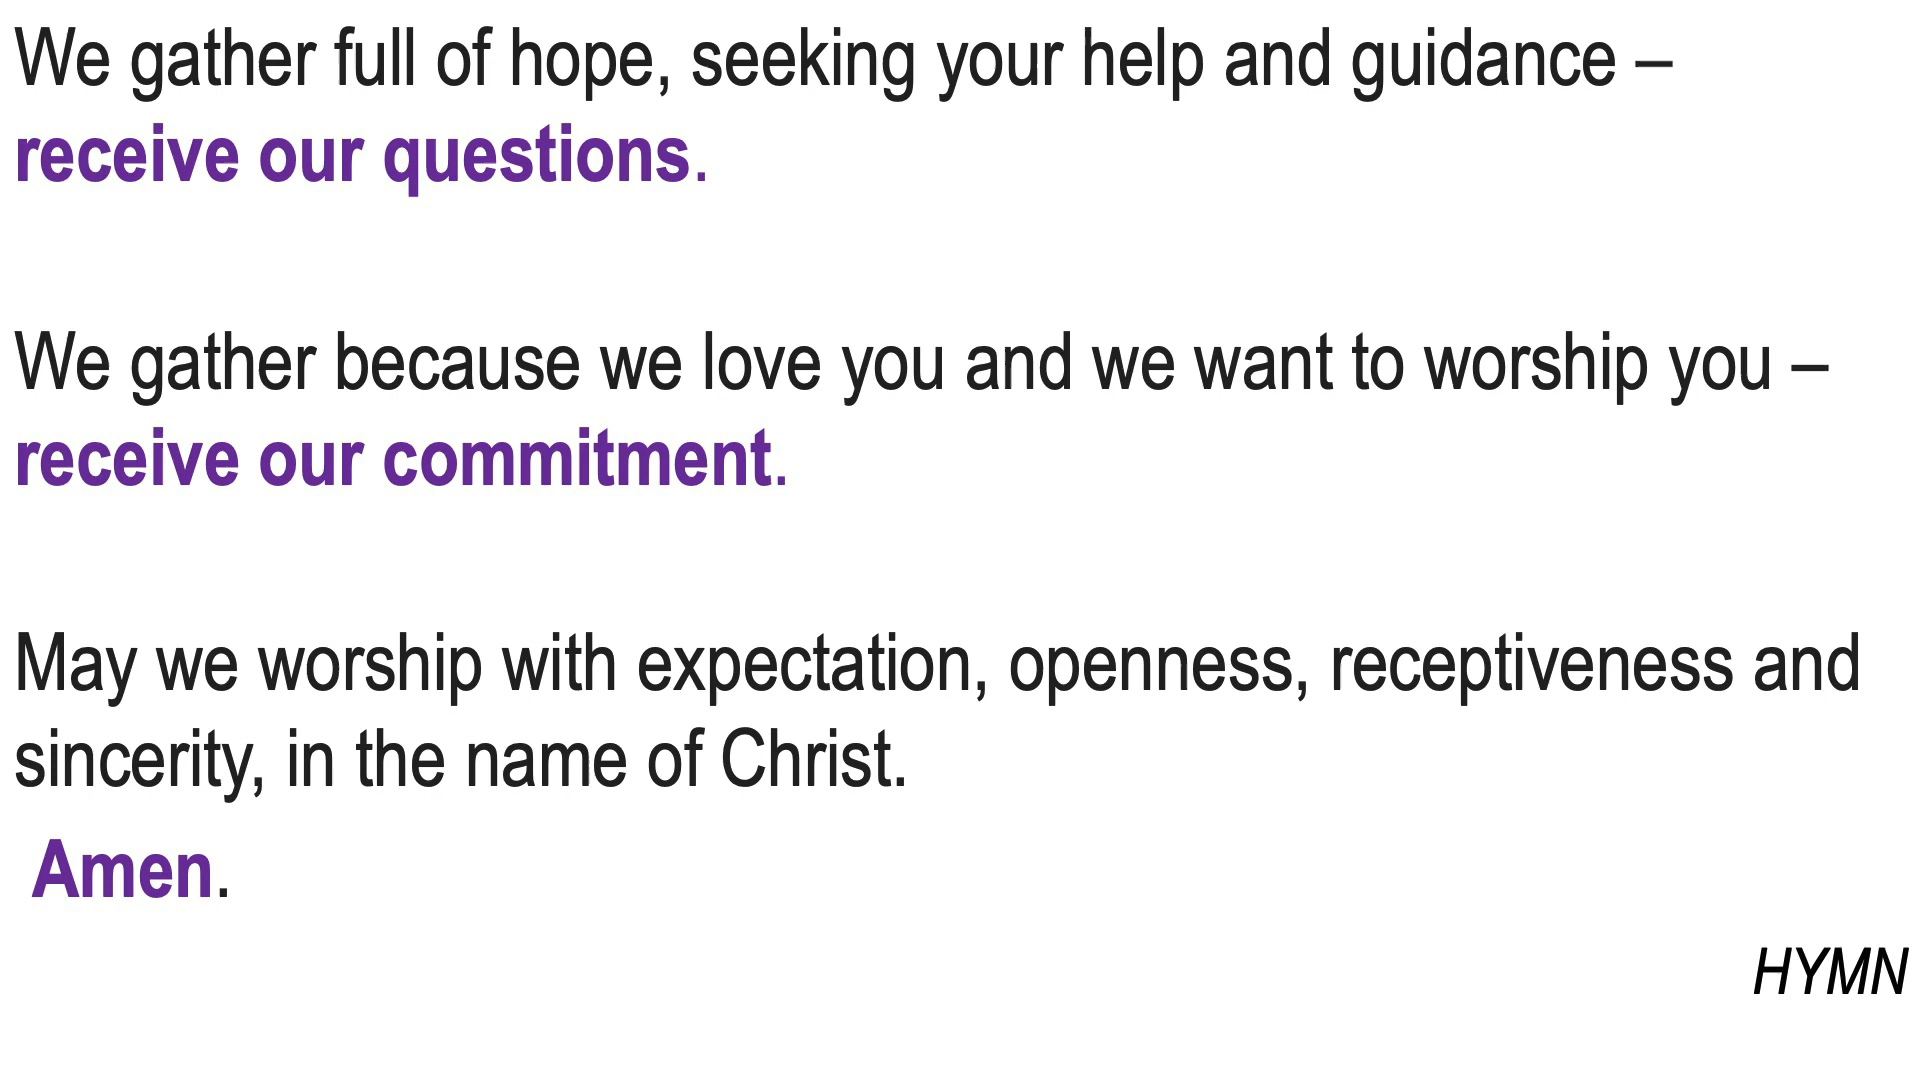 We gather full of hope, seeking your help and guidance –
receive our questions.
We gather because we love you and we want to worship you –
receive our commitment.
May we worship with expectation, openness, receptiveness and
sincerity, in the name of Christ.
Amen.
HYMN